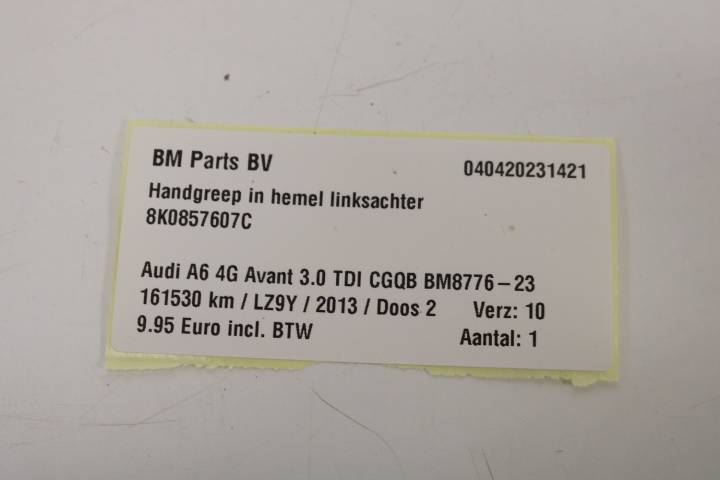 BM Parts BV 040420231421
Handgreep in hemel linksachter
8K0857607C
Audi A6 4G Avant 3.0 TDI CGQB BM8776-23
161530 km / LZ9Y / 2013 / Doos 2 Verz: 10
9.95 Euro incl. BTW Aantal: 1